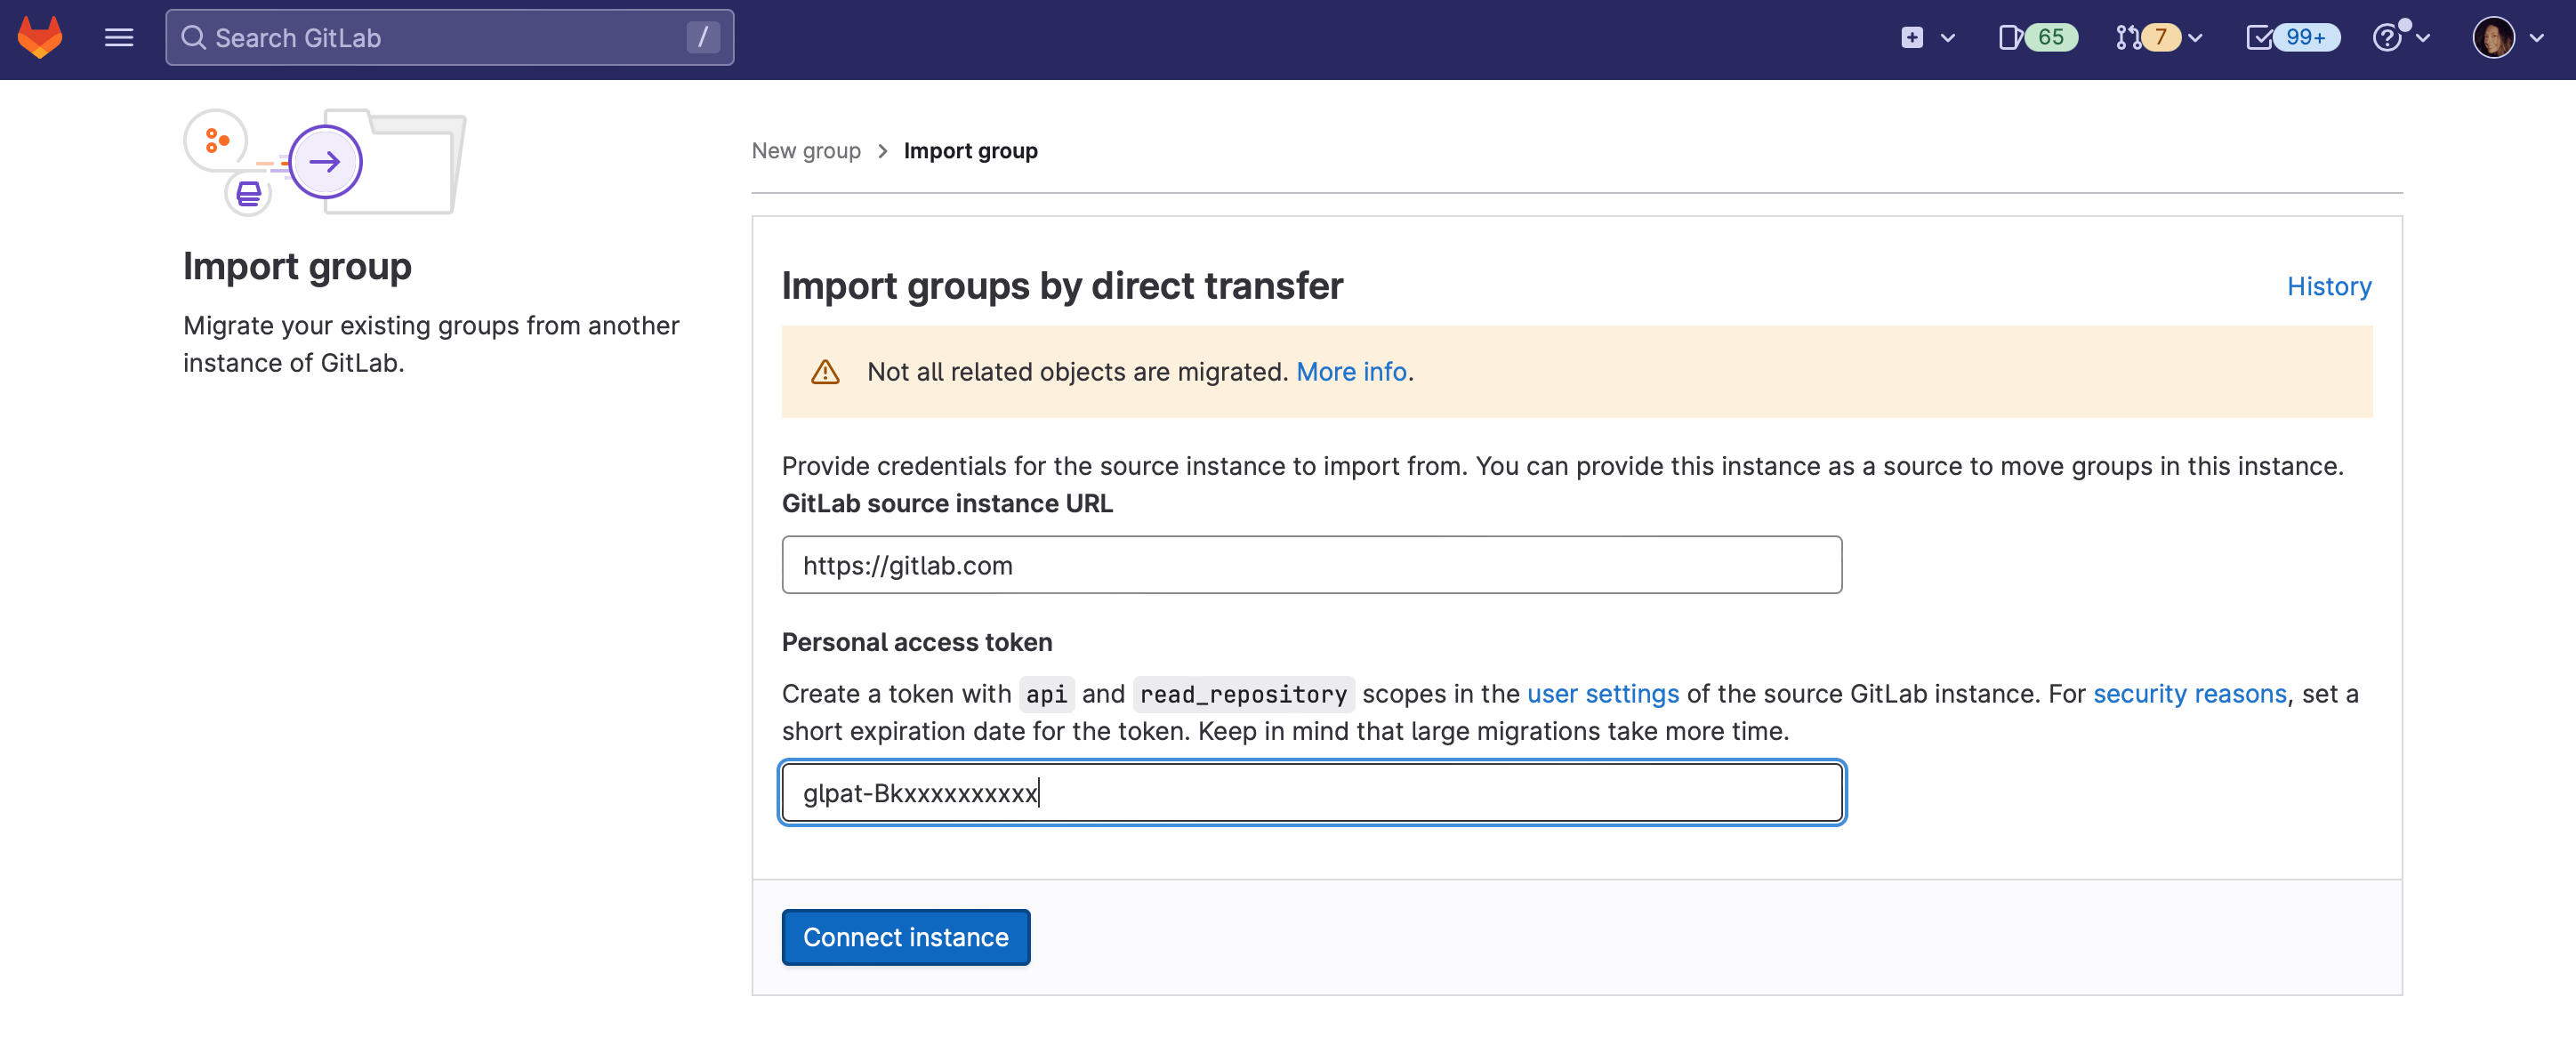 Search GitLab /
65
7
99+
Import group
Migrate your existing groups from another
instance of GitLab.
New group > Import group
Import groups by direct transfer
History
Not all related objects are migrated. More info.
Provide credentials for the source instance to import from. You can provide this instance as a source to move groups in this instance.
GitLab source instance URL
https://gitlab.com
Personal access token
Create a token with api and read_repository scopes in the user settings of the source GitLab instance. For security reasons, set a
short expiration date for the token. Keep in mind that large migrations take more time.
glpat-Bkxxxxxxxxxxx
Connect instance